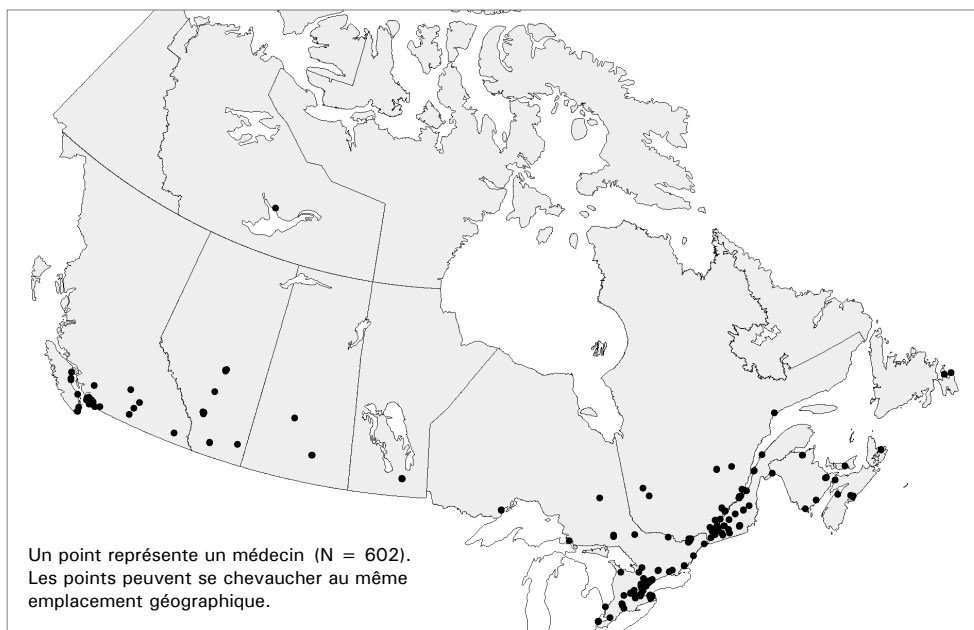 Un point représente un médecin (N = 602).
Les points peuvent se chevaucher au même
emplacement géographique.